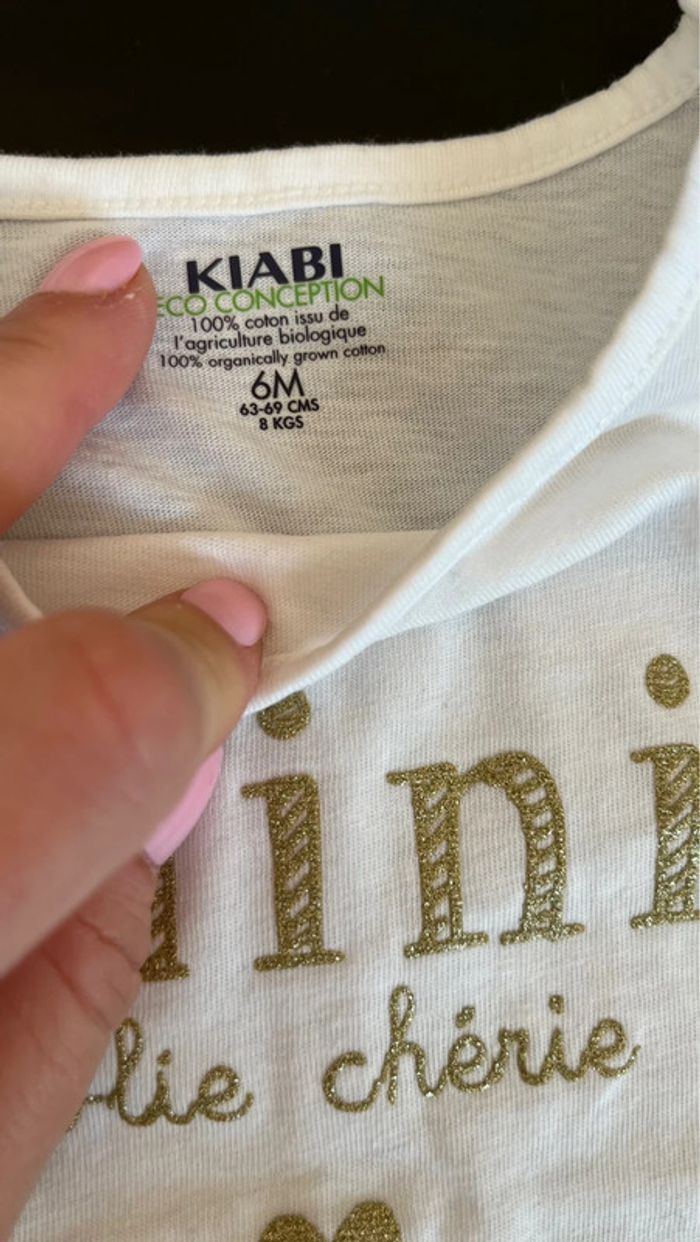 KIABI
ECO CONCEPTION
100% coton issu de
l'agriculture biologique
100% organically grown cotton
6M
63-69 CMS
8 KGS
ini
lie chérie